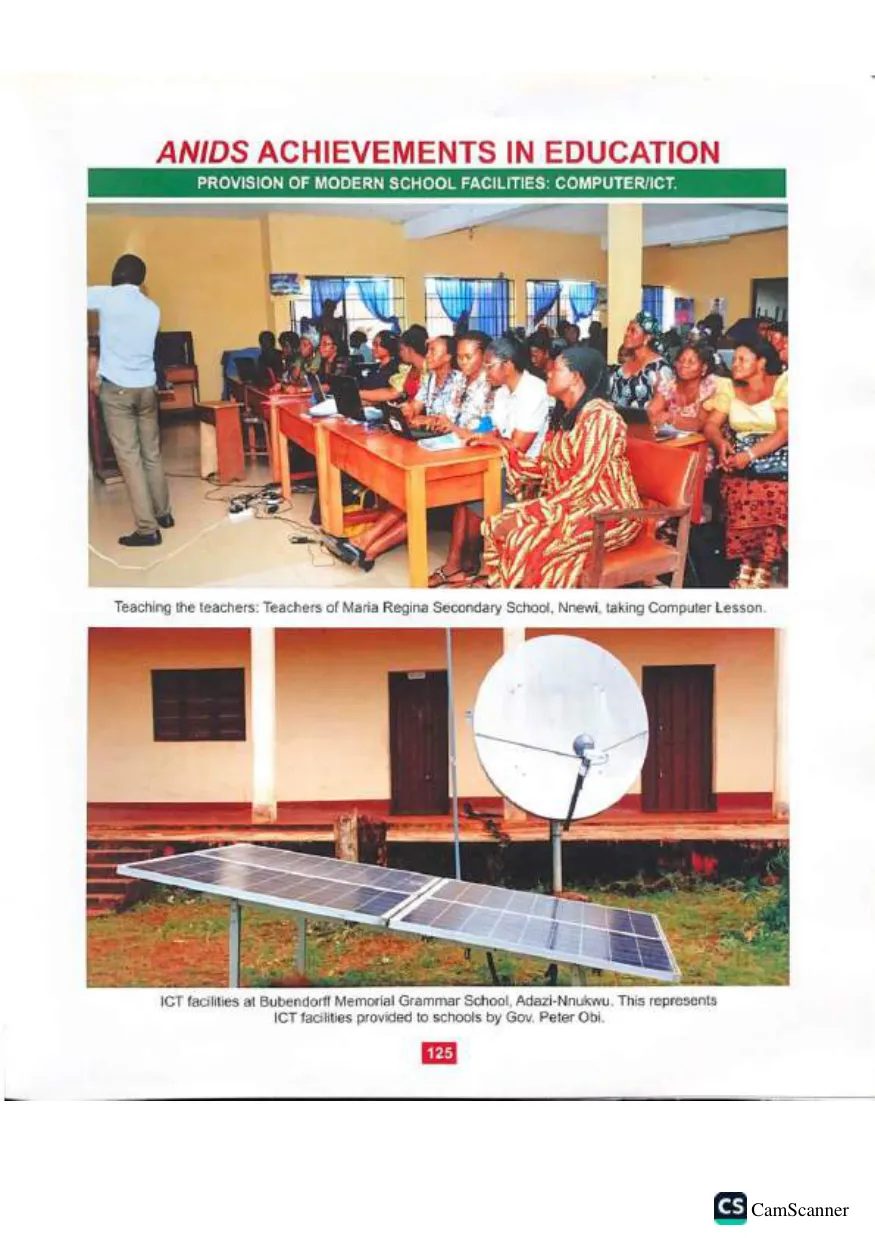 ANIDS ACHIEVEMENTS IN EDUCATION
PROVISION OF MODERN SCHOOL FACILITIES: COMPUTER/ICT.
Teaching the teachers: Teachers of Maria Regina Secondary School, Nnewi, taking Computer Lesson.
ICT facilities at Bubendorff Memorial Grammar School, Adazi-Nnukwu. This represents
ICT facilities provided to schools by Gov. Peter Obi.
125
CS CamScanner